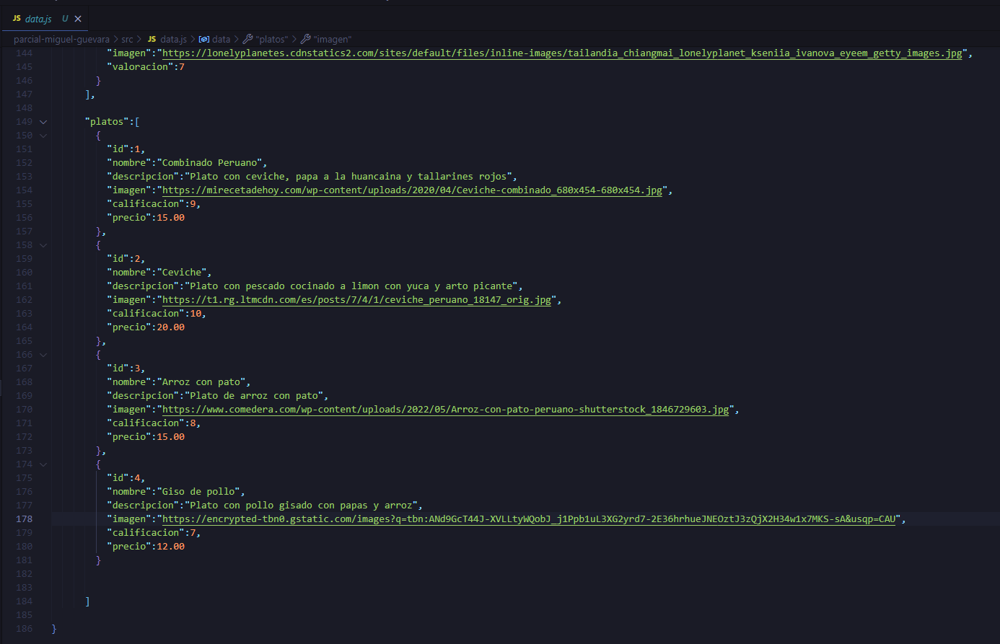 JS data.js U ×
parcial-miguel-guevara > src > JS data.js > data > "platos" > "imagen"
144 "imagen":"https://lonelyplanetes.cdnstatics2.com/sites/default/files/inline-images/tailandia_chiangmai_lonelyplanet_kseniia_ivanova_eyeem_getty_images.jpg",
145 "valoracion":7
146 }
147 ],
148
149 "platos":[
150 {
151 "id":1,
152 "nombre":"Combinado Peruano",
153 "descripcion":"Plato con ceviche, papa a la huancaina y tallarines rojos",
154 "imagen":"https://mirecetadehoy.com/wp-content/uploads/2020/04/Ceviche-combinado_680x454-680x454.jpg",
155 "calificacion":9,
156 "precio":15.00
157 },
158 {
159 "id":2,
160 "nombre":"Ceviche",
161 "descripcion":"Plato con pescado cocinado a limon con yuca y arto picante",
162 "imagen":"https://t1.rg.ltmcdn.com/es/posts/7/4/1/ceviche_peruano_18147_orig.jpg",
163 "calificacion":10,
164 "precio":20.00
165 },
166 {
167 "id":3,
168 "nombre":"Arroz con pato",
169 "descripcion":"Plato de arroz con pato",
170 "imagen":"https://www.comedera.com/wp-content/uploads/2022/05/Arroz-con-pato-peruano-shutterstock_1846729603.jpg",
171 "calificacion":8,
172 "precio":15.00
173 },
174 {
175 "id":4,
176 "nombre":"Giso de pollo",
177 "descripcion":"Plato con pollo gisado con papas y arroz",
178 "imagen":"https://encrypted-tbn0.gstatic.com/images?q=tbn:ANd9GcT44J-XVLLtyWQobJ_j1Ppb1uL3XG2yrd7-2E36hrhueJNEOztJ3zQjX2H34w1x7MKS-sA&usqp=CAU",
179 "calificacion":7,
180 "precio":12.00
181 }
182
183
184 ]
185
186 }